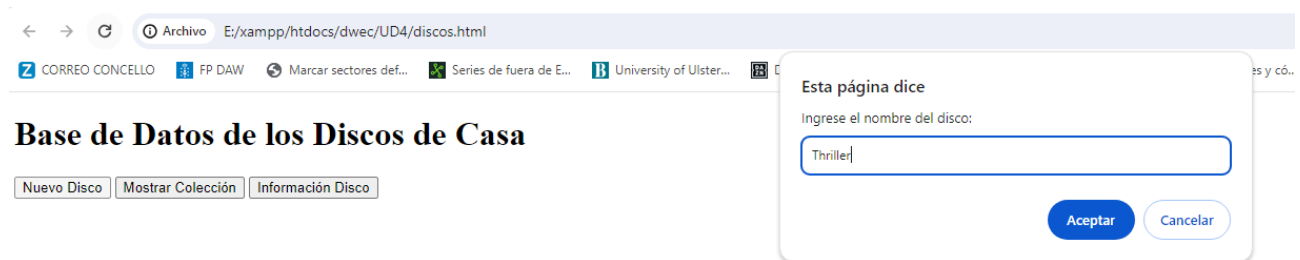 Archivo E:/xampp/htdocs/dwec/UD4/discos.html
CORREO CONCELLO FP DAW Marcar sectores def... Series de fuera de E... University of Ulster... es y có...
Esta página dice
Ingrese el nombre del disco:
Thriller
Aceptar Cancelar
Base de Datos de los Discos de Casa
Nuevo Disco Mostrar Colección Información Disco